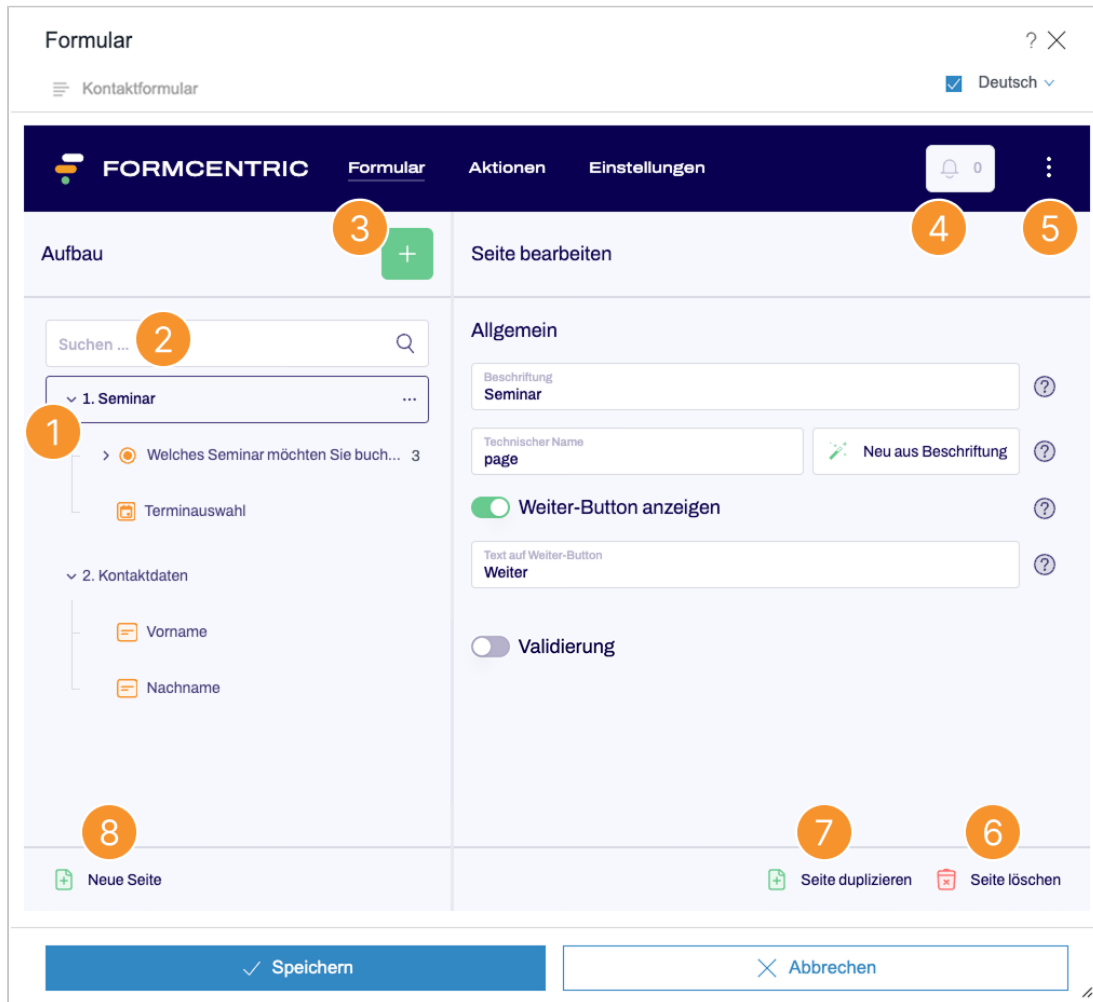 Formular
?
Kontaktformular
Deutsch
FORMCENTRIC
Formular
Aktionen
Einstellungen
0
3
4
5
Aufbau
+
Seite bearbeiten
Suchen ...
2
Allgemein
Beschriftung
Seminar
?
1. Seminar
...
1
Technischer Name
page
Neu aus Beschriftung
?
Welches Seminar möchten Sie buch... 3
Terminauswahl
Weiter-Button anzeigen
?
Text auf Weiter-Button
Weiter
?
2. Kontaktdaten
Vorname
Validierung
Nachname
8
7
6
Neue Seite
Seite duplizieren
Seite löschen
Speichern
Abbrechen